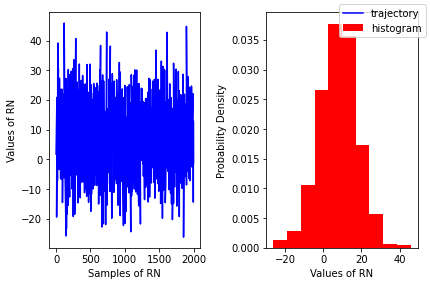 trajectory
histogram
40
30
20
10
0
−10
−20
0 500 1000 1500 2000
Samples of RN
Values of RN
0.035
0.030
0.025
0.020
0.015
0.010
0.005
0.000
−20 0 20 40
Values of RN
Probability Density